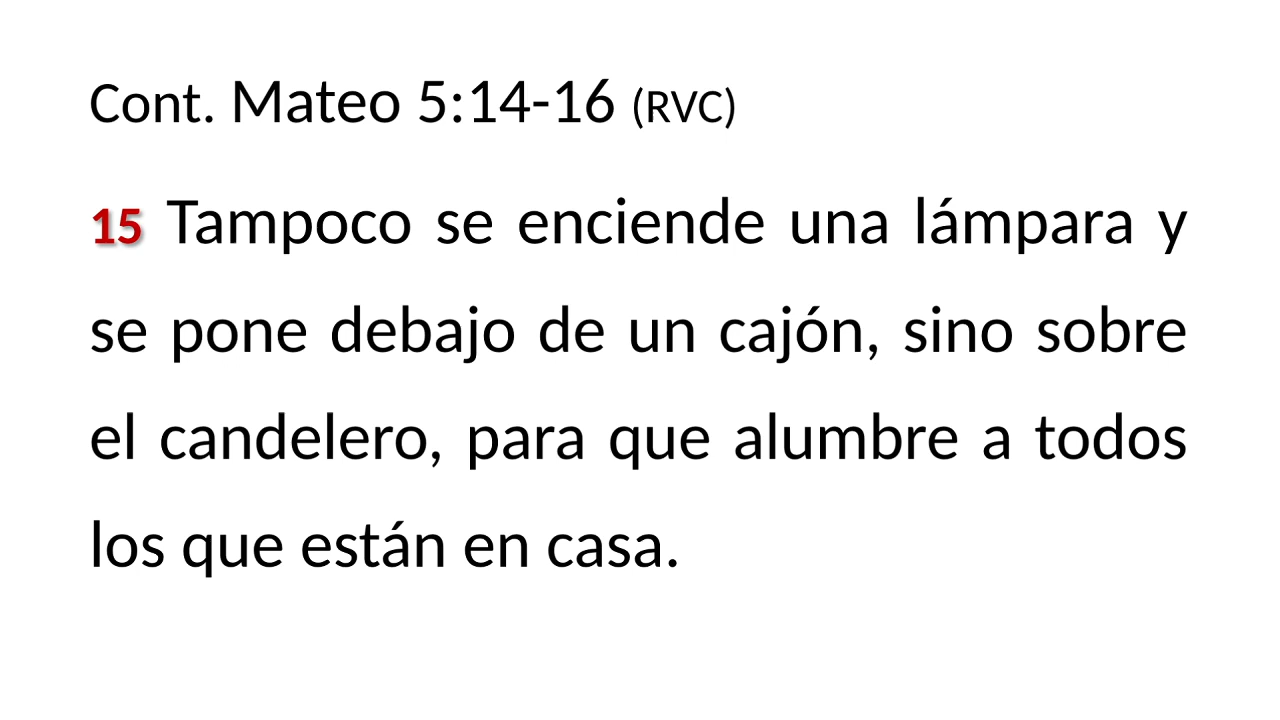 Cont. Mateo 5:14-16 (RVC)
15 Tampoco se enciende una lámpara y
se pone debajo de un cajón, sino sobre
el candelero, para que alumbre a todos
los que están en casa.